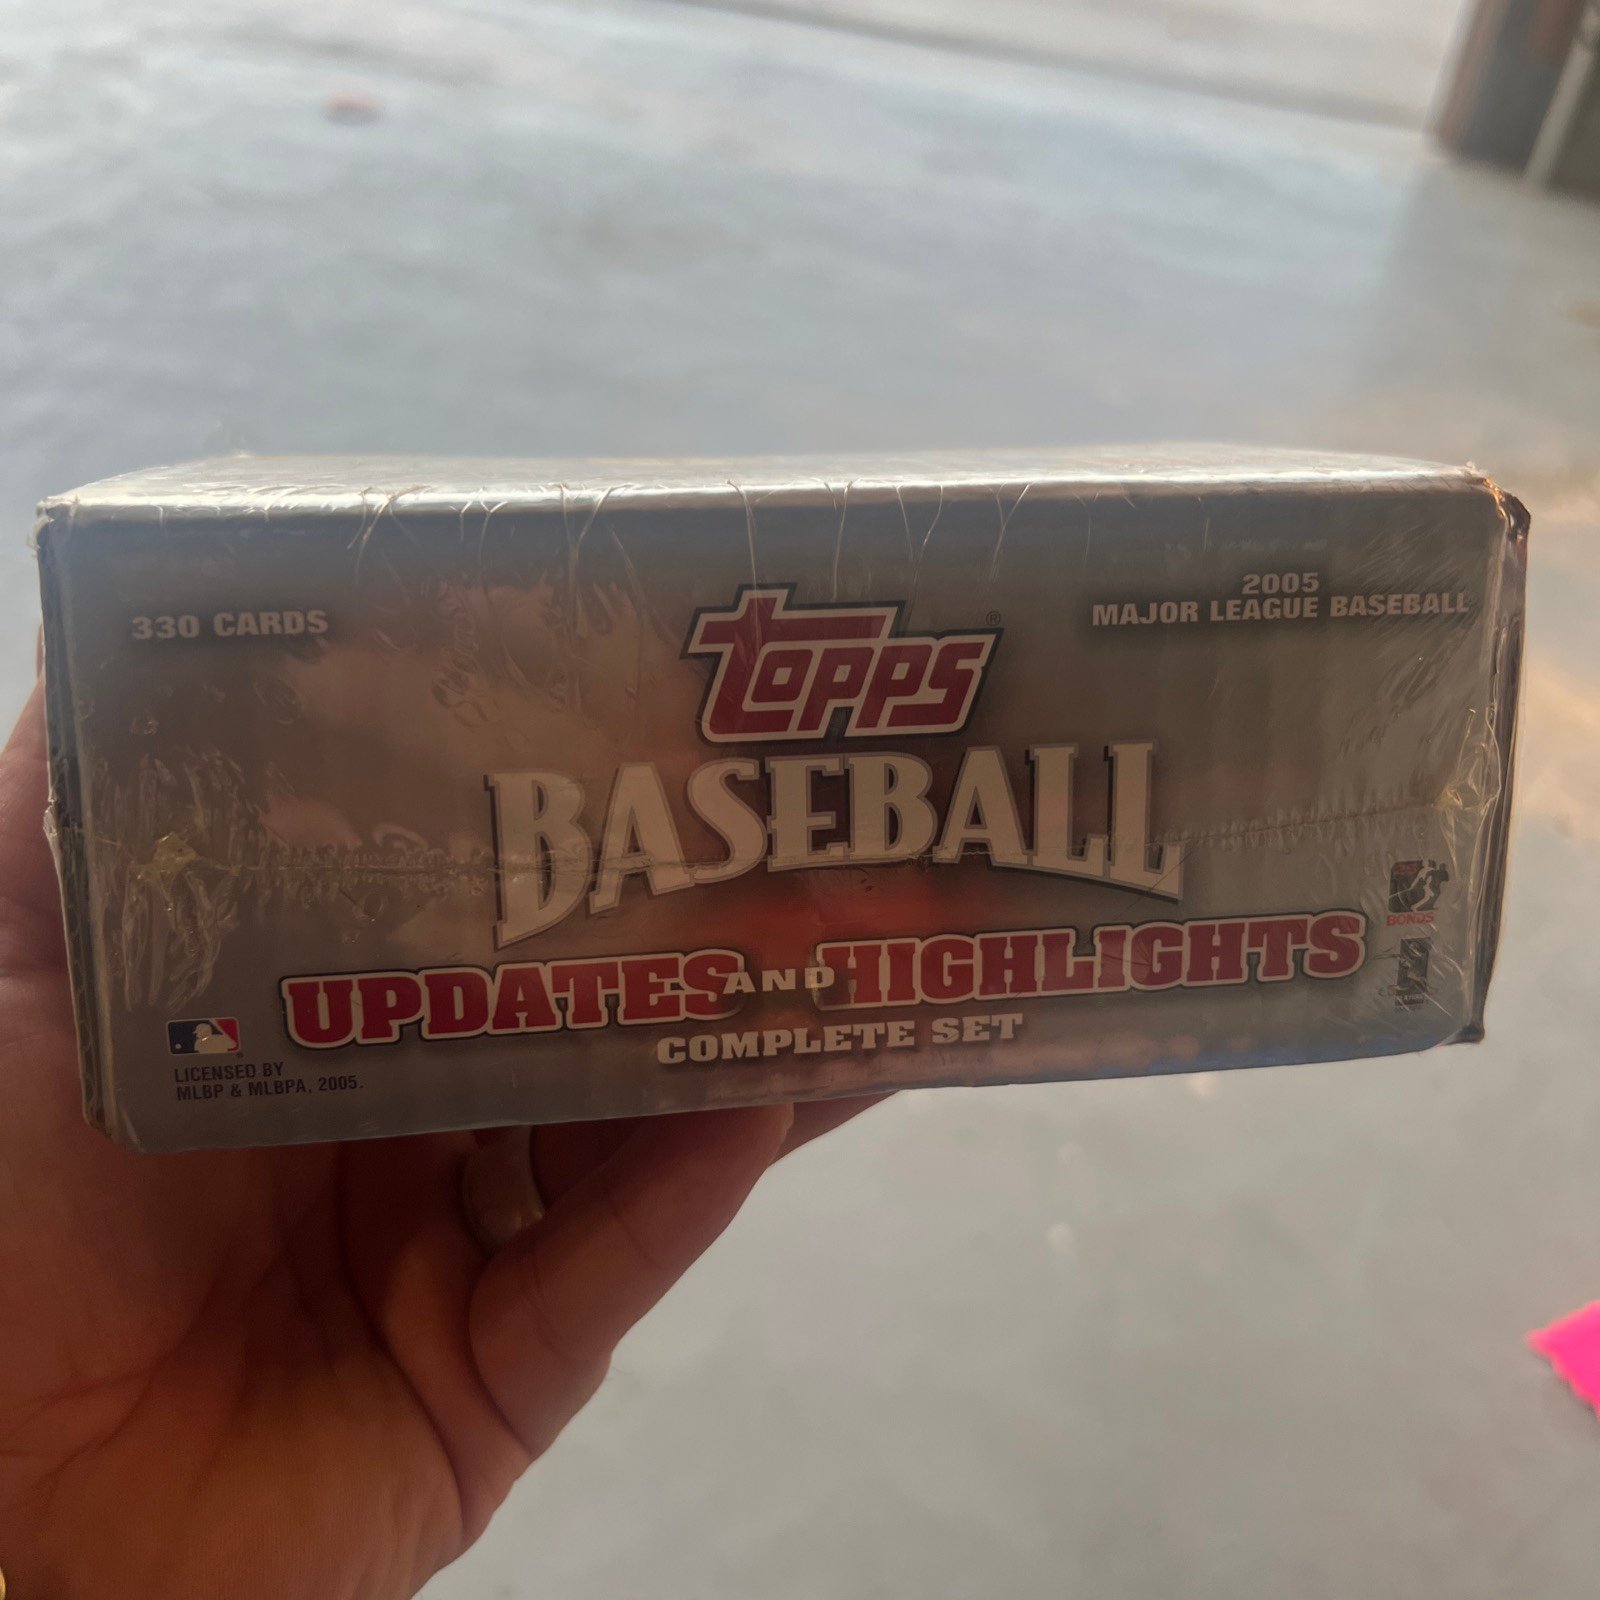 330 CARDS
TOPPS®
2005
MAJOR LEAGUE BASEBALL
BASEBALL
UPDATES AND HIGHLIGHTS
COMPLETE SET
BONDS
LICENSED BY
MLBP & MLBPA, 2005.